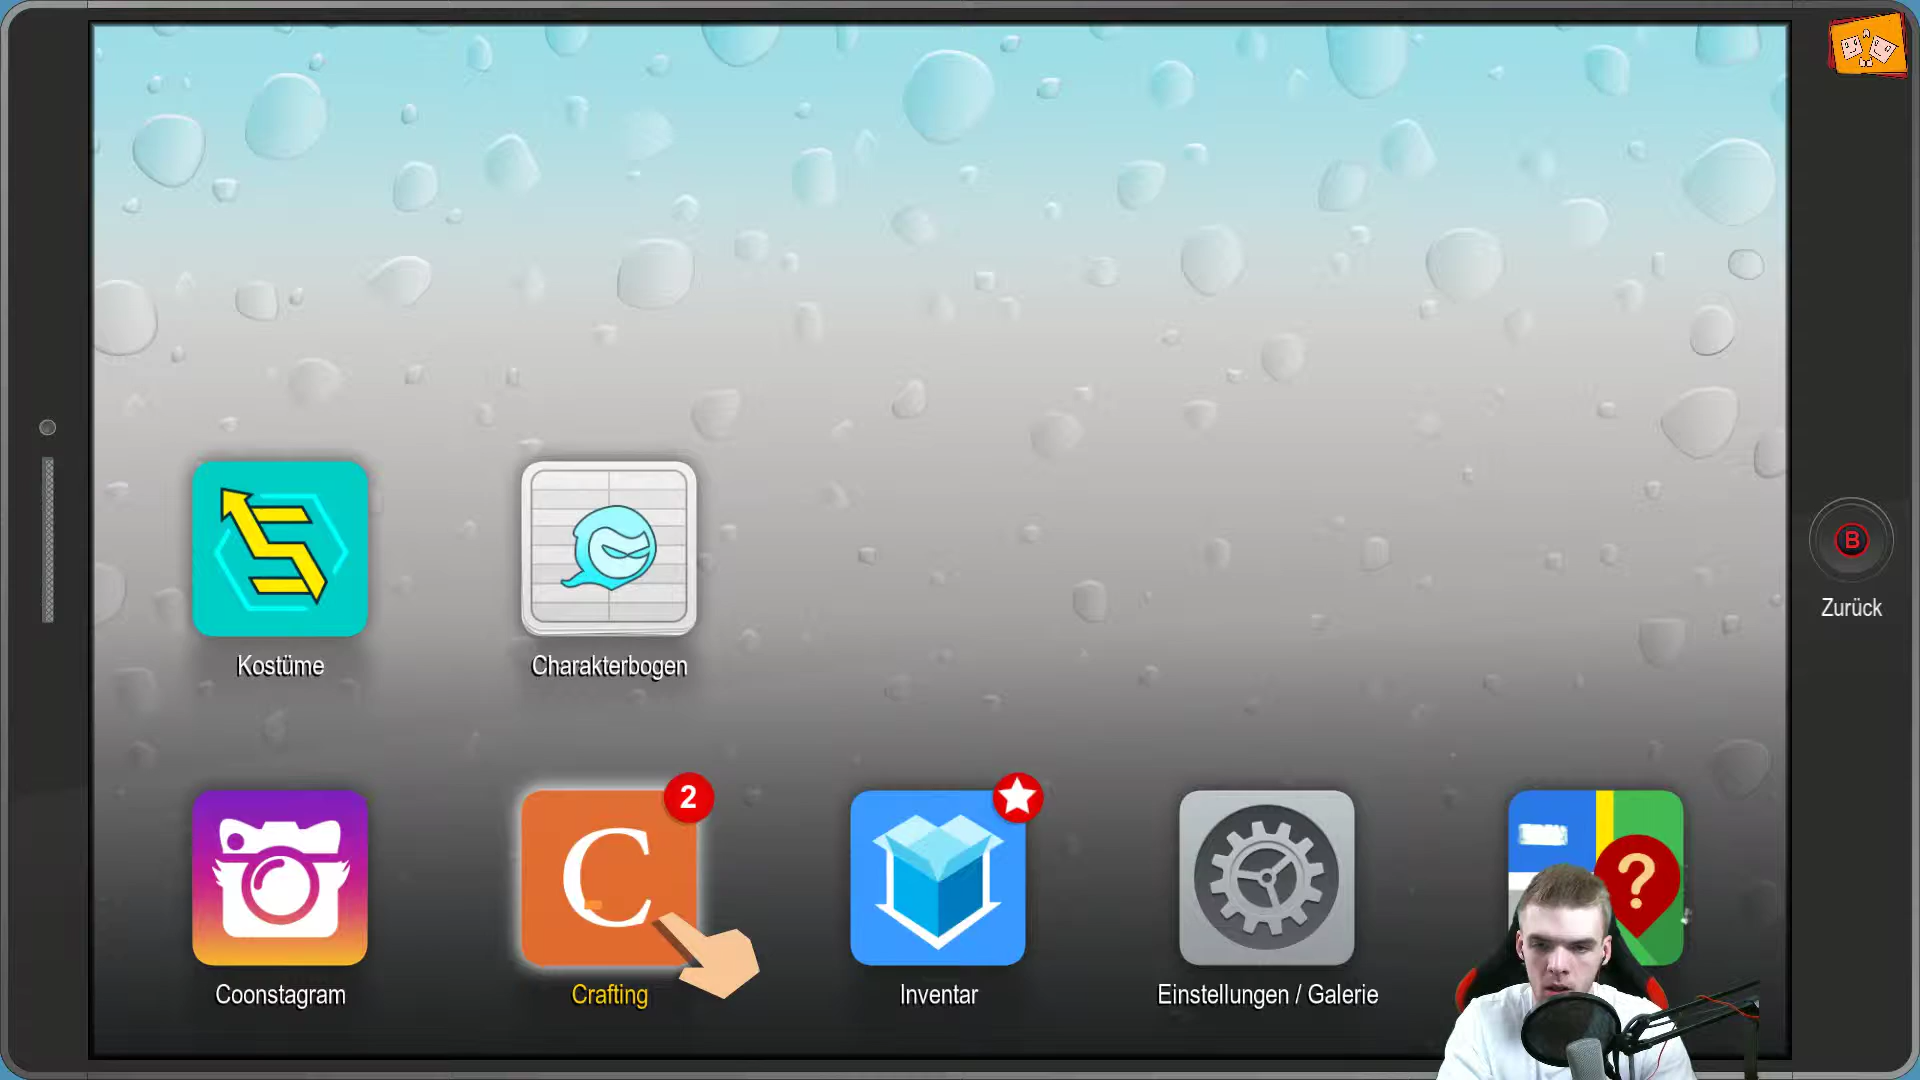 Kostüme
Charakterbogen
B
Zurück
2
C
?
Coonstagram
Crafting
Inventar
Einstellungen / Galerie